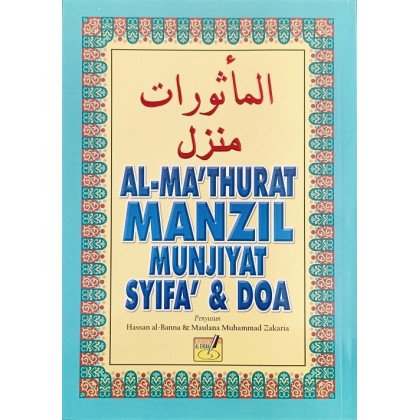 المأثورات
منزل
AL-MA'THURAT
MANZIL
MUNJIYAT
SYIFA' & DOA
Penyusun
Hassan al-Banna & Maulana Muhammad Zakaria